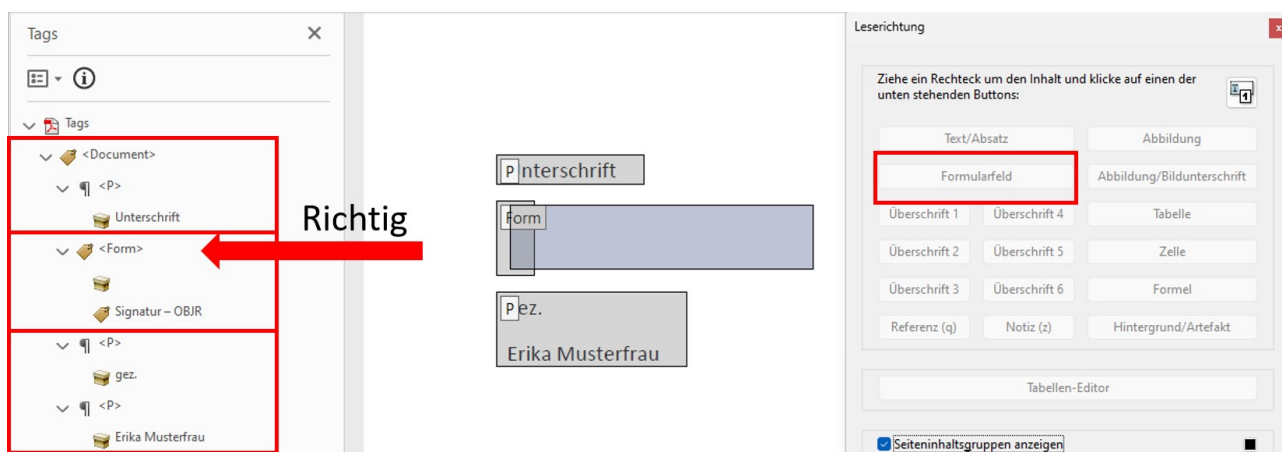 Tags
Tags
<Document>
<P>
Unterschrift
<Form>
Signatur – OBJR
<P>
gez.
<P>
Erika Musterfrau
Richtig
P nterschrift
Form
P ez.
Erika Musterfrau
Leserichtung
x
Ziehe ein Rechteck um den Inhalt und klicke auf einen der
unten stehenden Buttons:
Text/Absatz Abbildung
Formularfeld Abbildung/Bildunterschrift
Überschrift 1 Überschrift 4 Tabelle
Überschrift 2 Überschrift 5 Zelle
Überschrift 3 Überschrift 6 Formel
Referenz (q) Notiz (z) Hintergrund/Artefakt
Tabellen-Editor
Seiteninhaltsgruppen anzeigen